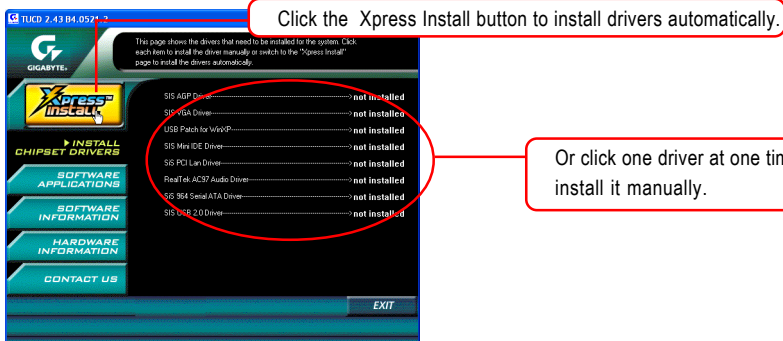 TUCD 2.43 B4.0521.2
Click the Xpress Install button to install drivers automatically.
GIGABYTE
This page shows the drivers that need to be installed for the system. Click
each item to install the driver manually or switch to the "Xpress Install"
page to install the drivers automatically.
Xpress
install
INSTALL
CHIPSET DRIVERS
SOFTWARE
APPLICATIONS
SOFTWARE
INFORMATION
HARDWARE
INFORMATION
CONTACT US
SIS AGP Driver not installed
SIS VGA Driver not installed
USB Patch for WinXP not installed
SIS Mini IDE Driver not installed
SiS PCI Lan Driver not installed
RealTek AC97 Audio Driver not installed
SiS 964 Serial ATA Driver not installed
SIS USB 2.0 Driver not installed
Or click one driver at one
install it manually.
EXIT